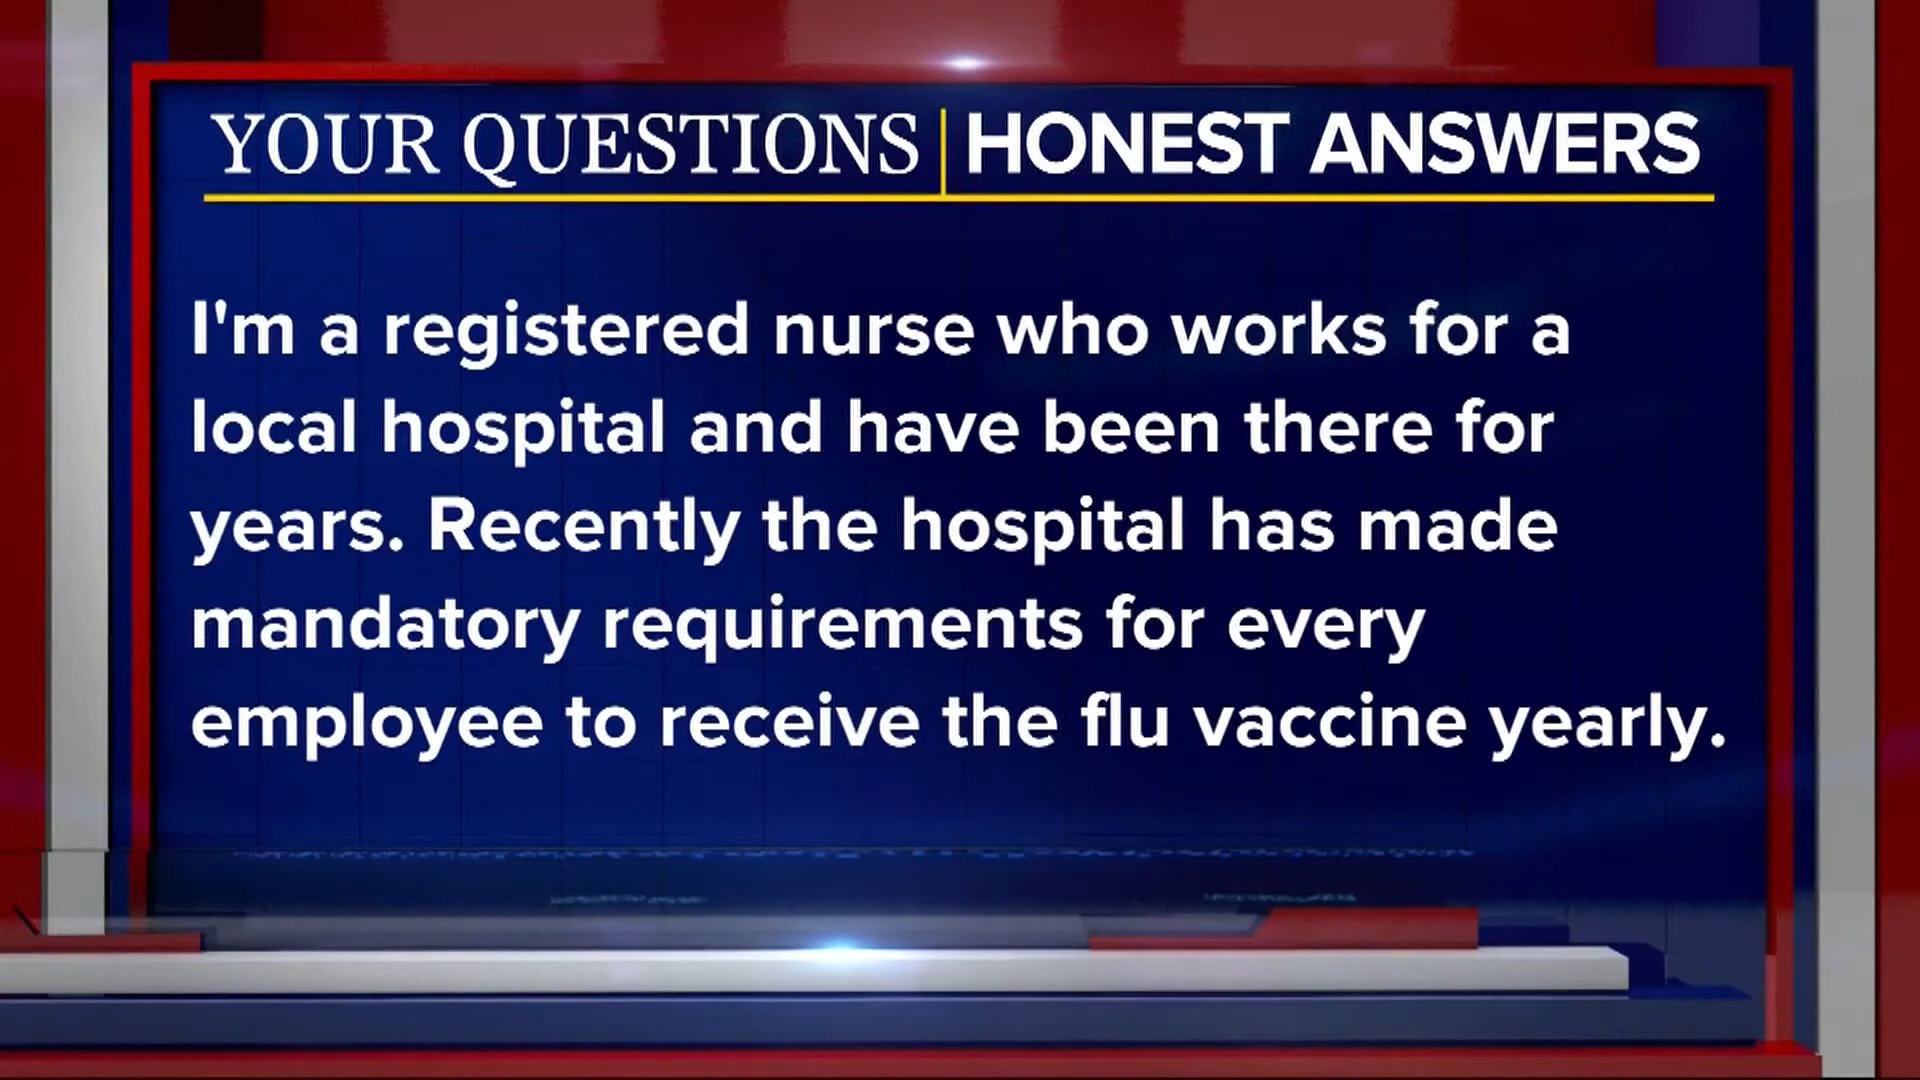 YOUR QUESTIONS | HONEST ANSWERS
I'm a registered nurse who works for a
local hospital and have been there for
years. Recently the hospital has made
mandatory requirements for every
employee to receive the flu vaccine yearly.